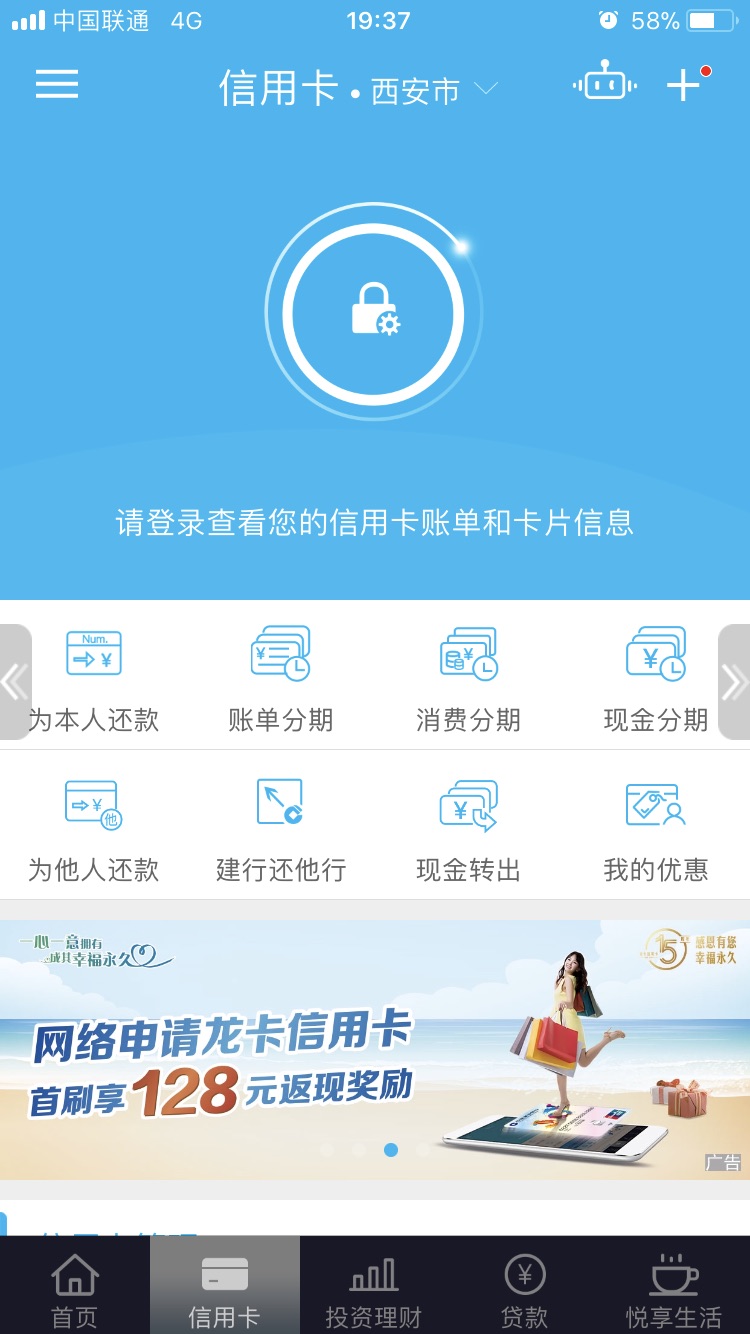 中国联通 4G 19:37 58%
信用卡•西安市
请登录查看您的信用卡账单和卡片信息
Num.
为本人还款 账单分期 消费分期 现金分期
他
为他人还款 建行还他行 现金转出 我的优惠
一心一意拥有
成其幸福永久
15
感恩有您
幸福永久
网络申请龙卡信用卡
首刷享128元返现奖励
广告
首页 信用卡 投资理财 贷款 悦享生活